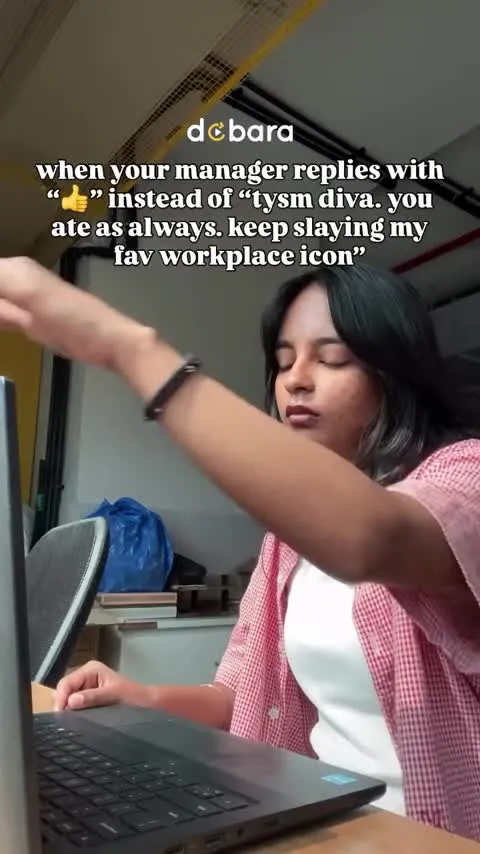 dobara
when your manager replies with
“👍” instead of “tysm diva. you
ate as always. keep slaying my
fav workplace icon”